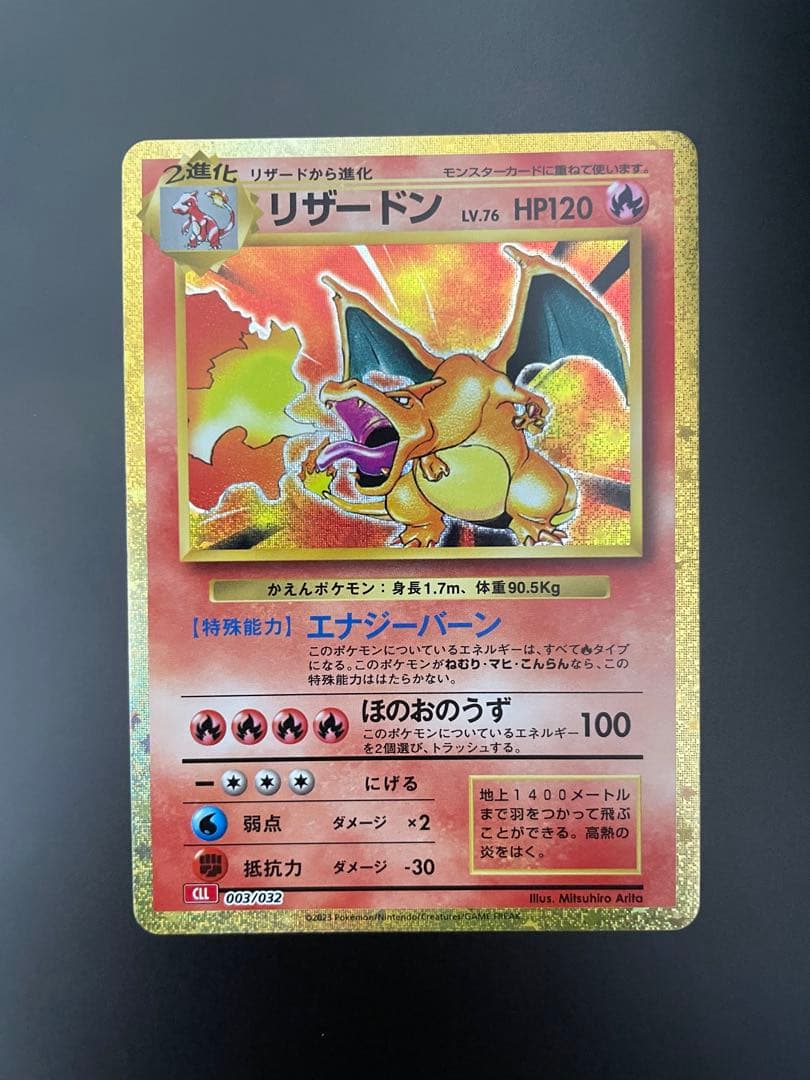 2進化
リザードから進化
モンスターカードに重ねて使います。
リザードン LV.76 HP120
かえんポケモン：身長1.7m、体重90.5Kg
【特殊能力】エナジーバーン
このポケモンについているエネルギーは、すべて🔥タイプ
になる。このポケモンがねむり・マヒ・こんらんなら、この
特殊能力ははたらかない。
ほのおのうず 100
このポケモンについているエネルギー
を2個選び、トラッシュする。
にげる
弱点 ダメージ ×2
抵抗力 ダメージ -30
地上1400メートル
まで羽をつかって飛ぶ
ことができる。高熱の
炎をはく。
CLL 003/032
Illus. Mitsuhiro Arita
©2023 Pokémon/Nintendo/Creatures/GAME FREAK.